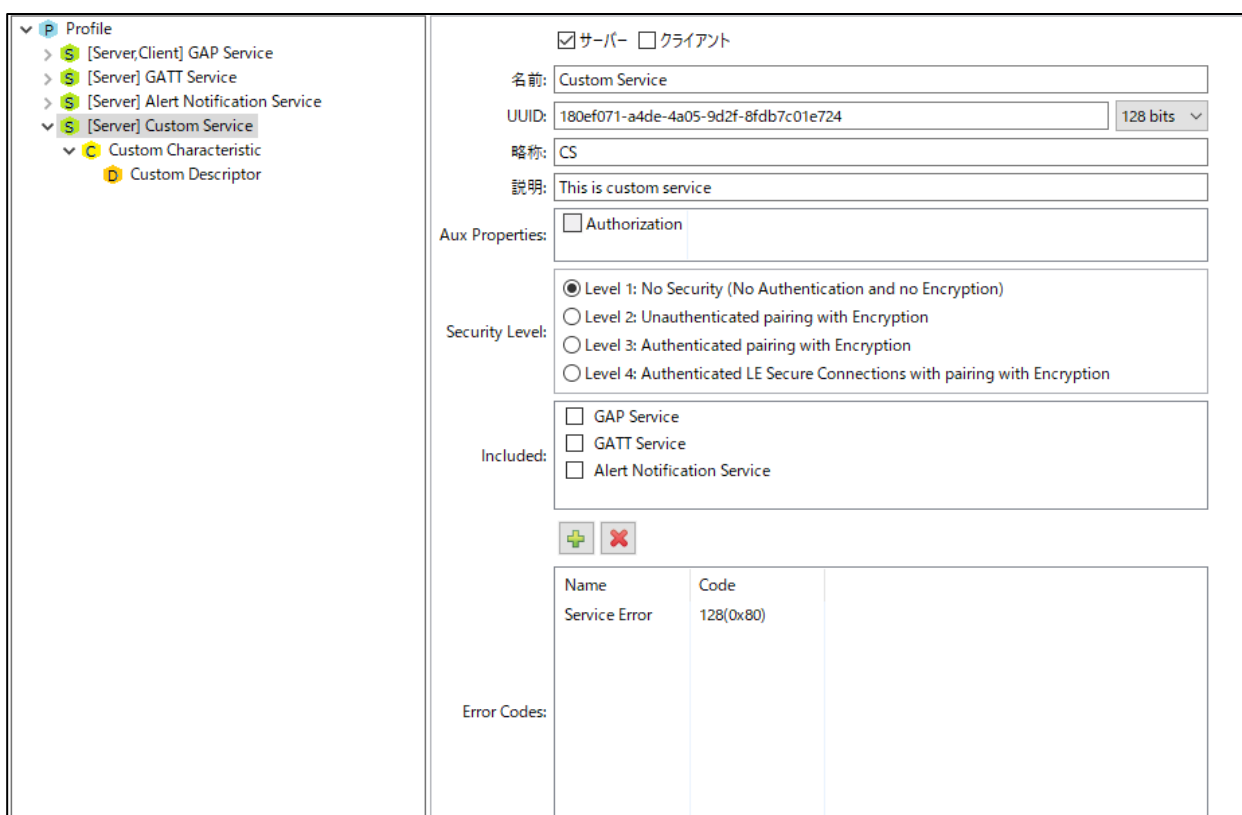 Profile
[Server,Client] GAP Service
[Server] GATT Service
[Server] Alert Notification Service
[Server] Custom Service
Custom Characteristic
Custom Descriptor
サーバー クライアント
名前: Custom Service
UUID: 180ef071-a4de-4a05-9d2f-8fdb7c01e724 128 bits
略称: CS
説明: This is custom service
Aux Properties: Authorization
Security Level:
Level 1: No Security (No Authentication and no Encryption)
Level 2: Unauthenticated pairing with Encryption
Level 3: Authenticated pairing with Encryption
Level 4: Authenticated LE Secure Connections with pairing with Encryption
Included:
GAP Service
GATT Service
Alert Notification Service
Error Codes:
Name Code
Service Error 128(0x80)